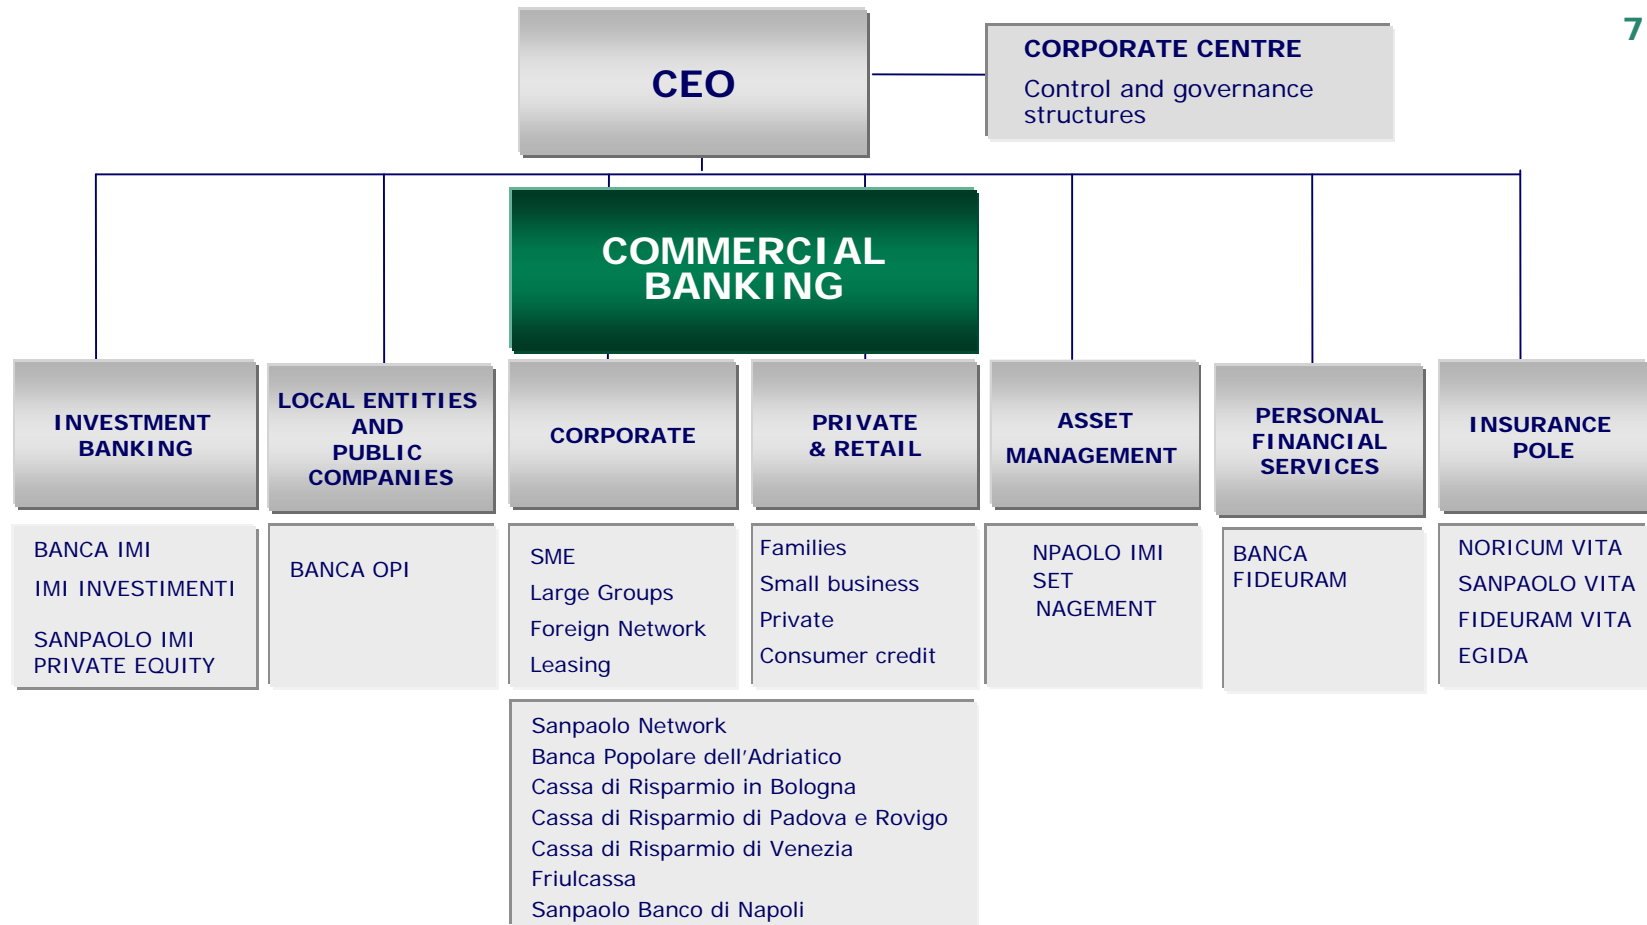 7
CEO
CORPORATE CENTRE
Control and governance
structures
COMMERCIAL
BANKING
INVESTMENT
BANKING
LOCAL ENTITIES
AND
PUBLIC
COMPANIES
CORPORATE
PRIVATE
& RETAIL
ASSET
MANAGEMENT
PERSONAL
FINANCIAL
SERVICES
INSURANCE
POLE
BANCA IMI
IMI INVESTIMENTI
SANPAOLO IMI
PRIVATE EQUITY
BANCA OPI
SME
Large Groups
Foreign Network
Leasing
Families
Small business
Private
Consumer credit
NPAOLO IMI
SET
NAGEMENT
BANCA
FIDEURAM
NORICUM VITA
SANPAOLO VITA
FIDEURAM VITA
EGIDA
Sanpaolo Network
Banca Popolare dell’Adriatico
Cassa di Risparmio in Bologna
Cassa di Risparmio di Padova e Rovigo
Cassa di Risparmio di Venezia
Friulcassa
Sanpaolo Banco di Napoli